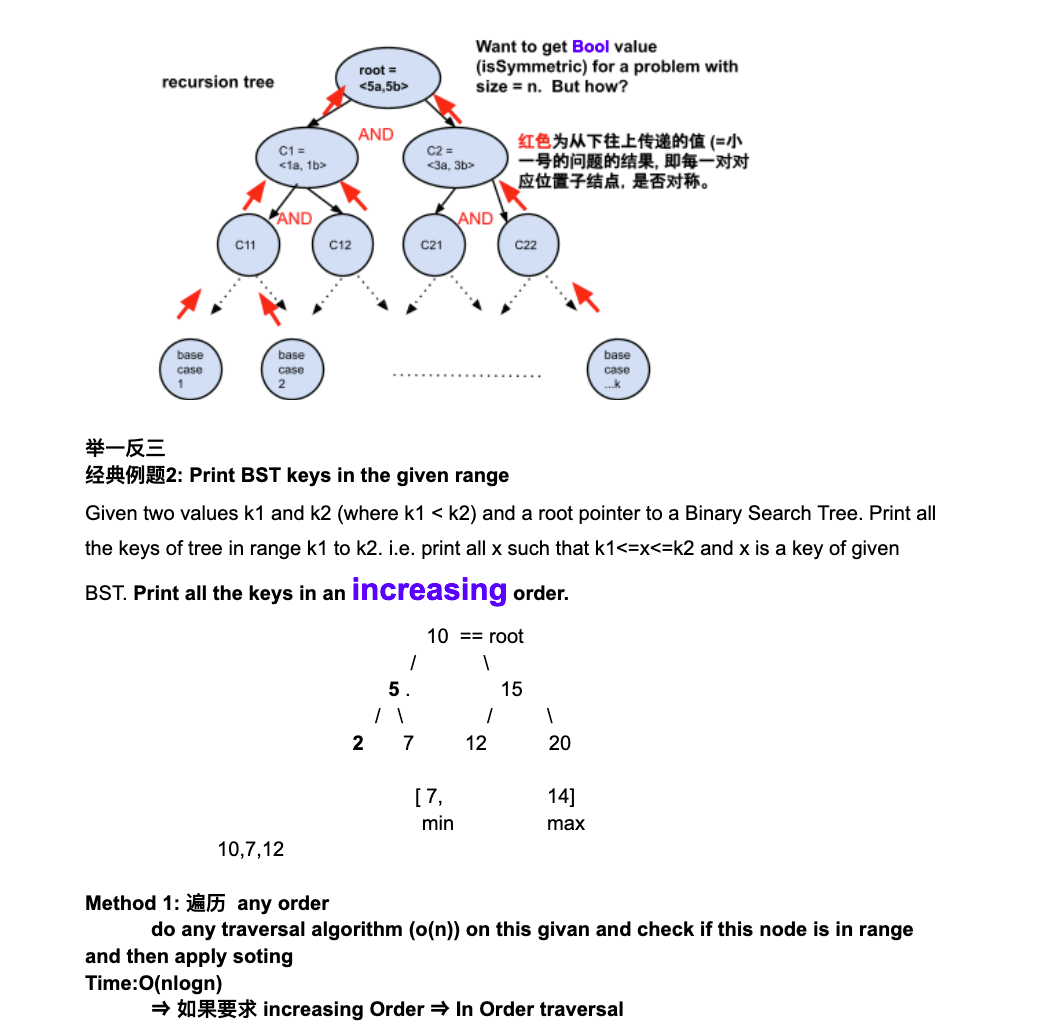 recursion tree
root =
<5a,5b>
Want to get Bool value
(isSymmetric) for a problem with
size = n. But how?
AND
C1 =
<1a, 1b>
C2 =
<3a, 3b>
红色为从下往上传递的值 (=小
一号的问题的结果, 即每一对对
应位置子结点, 是否对称。
AND
AND
C11
C12
C21
C22
base
case
1
base
case
2
base
case
...k
举一反三
经典例题2: Print BST keys in the given range
Given two values k1 and k2 (where k1 < k2) and a root pointer to a Binary Search Tree. Print all
the keys of tree in range k1 to k2. i.e. print all x such that k1<=x<=k2 and x is a key of given
BST. Print all the keys in an increasing order.
10 == root
/ \
5 . 15
/ \ / \
2 7 12 20
[ 7, 14]
min max
10,7,12
Method 1: 遍历 any order
do any traversal algorithm (o(n)) on this givan and check if this node is in range
and then apply soting
Time:O(nlogn)
⇒ 如果要求 increasing Order ⇒ In Order traversal